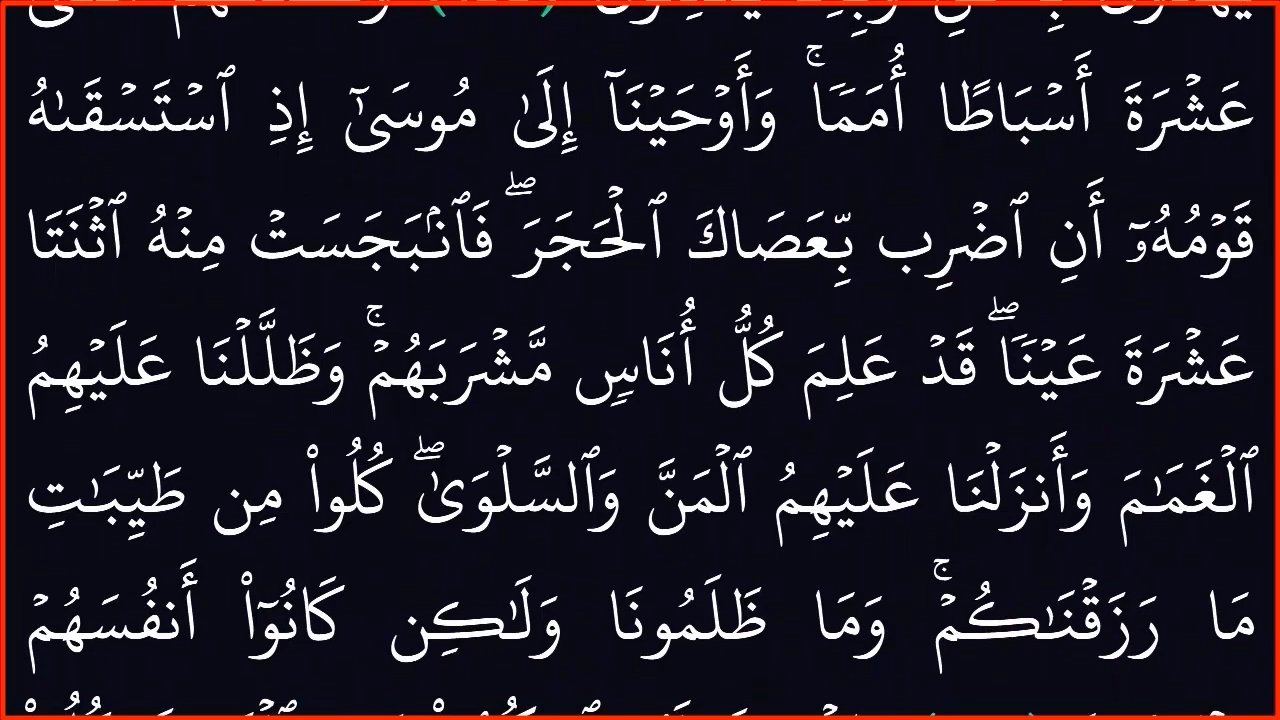 عَشْرَةَ أَسْبَاطًا أُمَمًا ۚ وَأَوْحَيْنَآ إِلَىٰ مُوسَىٰٓ إِذِ ٱسْتَسْقَىٰهُ
قَوْمُهُۥٓ أَنِ ٱضْرِب بِّعَصَاكَ ٱلْحَجَرَ ۖ فَٱنۢبَجَسَتْ مِنْهُ ٱثْنَتَا
عَشْرَةَ عَيْنًا ۖ قَدْ عَلِمَ كُلُّ أُنَاسٍ مَّشْرَبَهُمْ ۚ وَظَلَّلْنَا عَلَيْهِمُ
ٱلْغَمَـٰمَ وَأَنزَلْنَا عَلَيْهِمُ ٱلْمَنَّ وَٱلسَّلْوَىٰ ۖ كُلُوا۟ مِن طَيِّبَـٰتِ
مَا رَزَقْنَـٰكُمْ ۚ وَمَا ظَلَمُونَا وَلَـٰكِن كَانُوٓا۟ أَنفُسَهُمْ